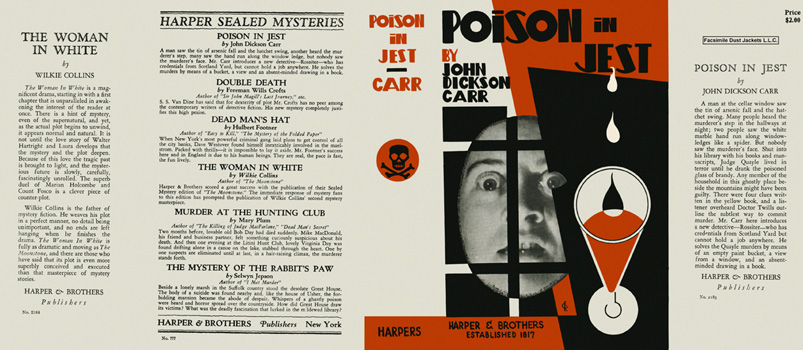 THE WOMAN
IN WHITE
by
WILKIE COLLINS
The Woman In White is a mag-
nificent drama, starting in with a first
chapter that is unparalleled in awak-
ening the interest of the reader at
once. There is a hint of mystery,
even of the supernatural, and yet,
as the actual plot begins to unwind,
it appears normal and natural. It is
not until the love story of Walter
Hartright and Laura develops that
the mystery and the plot deepen.
Because of this love the tragic past
is brought to light, and the myster-
ious future is slowly, carefully,
fascinatingly unrolled. The superb
duel of Marian Holcombe and
Count Fosco is a clever piece of
counter-plot.
Wilkie Collins is the father of
mystery fiction. He weaves his plot
in a perfect manner, no detail being
unimportant, and no ends are left
hanging when he finishes the
drama. The Woman In White is
fully as dramatic and moving as The
Moonstone, and there are those who
have said that its plot is even more
superbly conceived and executed
than that masterpiece of mystery
stories.
HARPER & BROTHERS
Publishers
No. 2186
HARPER SEALED MYSTERIES
POISON IN JEST
by John Dickson Carr
A man saw the tin of arsenic fall and the hatchet swing, another heard the mur-
derer's step, many saw the hand run along the window ledge, but nobody saw
the murderer's face. Mr. Carr introduces a new detective—Rossiter—who has
credentials from Scotland Yard, but cannot hold a job anywhere. He solves the
murders by means of a bucket, a view and an absent-minded drawing in a book.
DOUBLE DEATH
by Freeman Wills Crofts
Author of "Sir John Magill's Last Journey," etc.
S. S. Van Dine has said that for dexterity of plot Mr. Crofts has no peer among
the contemporary writers of detective fiction. His new mystery completely justi-
fies this high praise.
DEAD MAN'S HAT
by Hulbert Footner
Author of "Easy to Kill," "The Mystery of the Folded Paper"
When New York's most powerful criminal gang laid plans to get control of all
the city banks, Dave Westover found himself inextricably involved in the mael-
strom. Packed with thrills—it is impossible to lay it aside. Mr. Footner's success
here and in England is due to his human beings. They are real, the pace is fast,
the fun lively.
THE WOMAN IN WHITE
by Wilkie Collins
Author of "The Moonstone"
Harper & Brothers scored a great success with the publication of their Sealed
Mystery edition of "The Moonstone." The immediate response of mystery fans
to this edition has prompted the publication of Wilkie Collins' second mystery
masterpiece.
MURDER AT THE HUNTING CLUB
by Mary Plum
Author of "The Killing of Judge MacFarlane," "Dead Man's Secret"
Two months before, lovable old Bob Day had died suddenly. Mike MacDonald,
his friend and business partner, felt something curiously suspicious about his
death. And then one evening at the Lintel Hunt Club, lovely Virginia Day was
found drifting alone in a canoe on the lake, stabbed through the heart. One by
one suspects are eliminated until at last, in a hair-raising climax, the murderer
stands forth.
THE MYSTERY OF THE RABBIT'S PAW
by Selwyn Jepson
Author of "I Met Murder"
Beside a lonely marsh in the Suffolk country stood the desolate Great House.
The body of a suicide was found nearby and, like the house of Usher, the for-
bidding mansion became the abode of despair. Whispers of a ghastly poison
were heard and horror spread over the countryside. How did Great House draw
its victims? What was the deadly fascination that lurked in the
HARPER & BROTHERS Publishers New York
No. 777
POISON
IN
JEST
CARR
HARPERS
POISON IN
JEST
BY
JOHN
DICKSON
CARR
HARPER & BROTHERS
ESTABLISHED 1817
Price
$2.00
Facsimile Dust Jackets L.L.C.
POISON IN JEST
by
JOHN DICKSON CARR
A man at the cellar window saw
the tin of arsenic fall and the hat-
chet swing. Many people heard the
murderer's step in the hallways at
night; two people saw the white
marble hand run along window-
ledges like a spider. But nobody
saw the murderer's face. Shut into
his library with his books and man-
uscripts, Judge Quayle lived in
terror until he drank the poisoned
glass of brandy. Any member of the
household in this ghostly place be-
side the mountains might have been
guilty. There were four clues writ-
ten in the yellow book, and a lis-
tener overheard Doctor Twills out-
line the subtlest way to commit
murder. Mr. Carr here introduces
a new detective—Rossiter—who has
credentials from Scotland Yard but
cannot hold a job anywhere. He
solves the Quayle murders by means
of an empty paint bucket, a view
from a window, and an absent-
minded drawing in a book.
HARPER & BROTHERS
Publishers
No. 2185